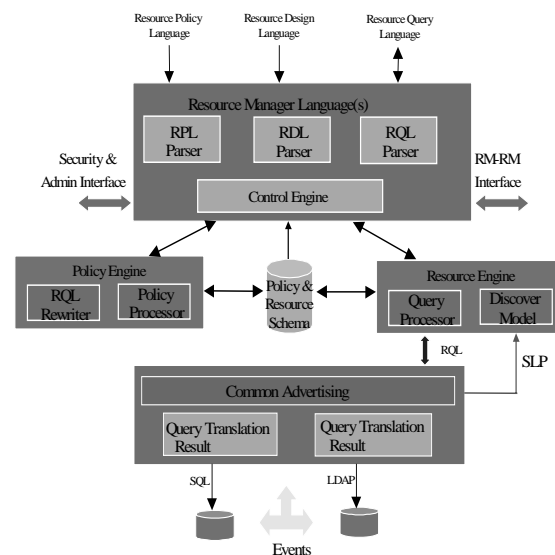 Resource Policy
Language
Resource Design
Language
Resource Query
Language
Resource Manager Language(s)
RPL
Parser
RDL
Parser
RQL
Parser
Security &
Admin Interface
RM-RM
Interface
Control Engine
Policy Engine
RQL
Rewriter
Policy
Processor
Policy &
Resource
Schema
Resource Engine
Query
Processor
Discover
Model
RQL
SLP
Common Advertising
Query Translation
Result
Query Translation
Result
SQL
LDAP
Events